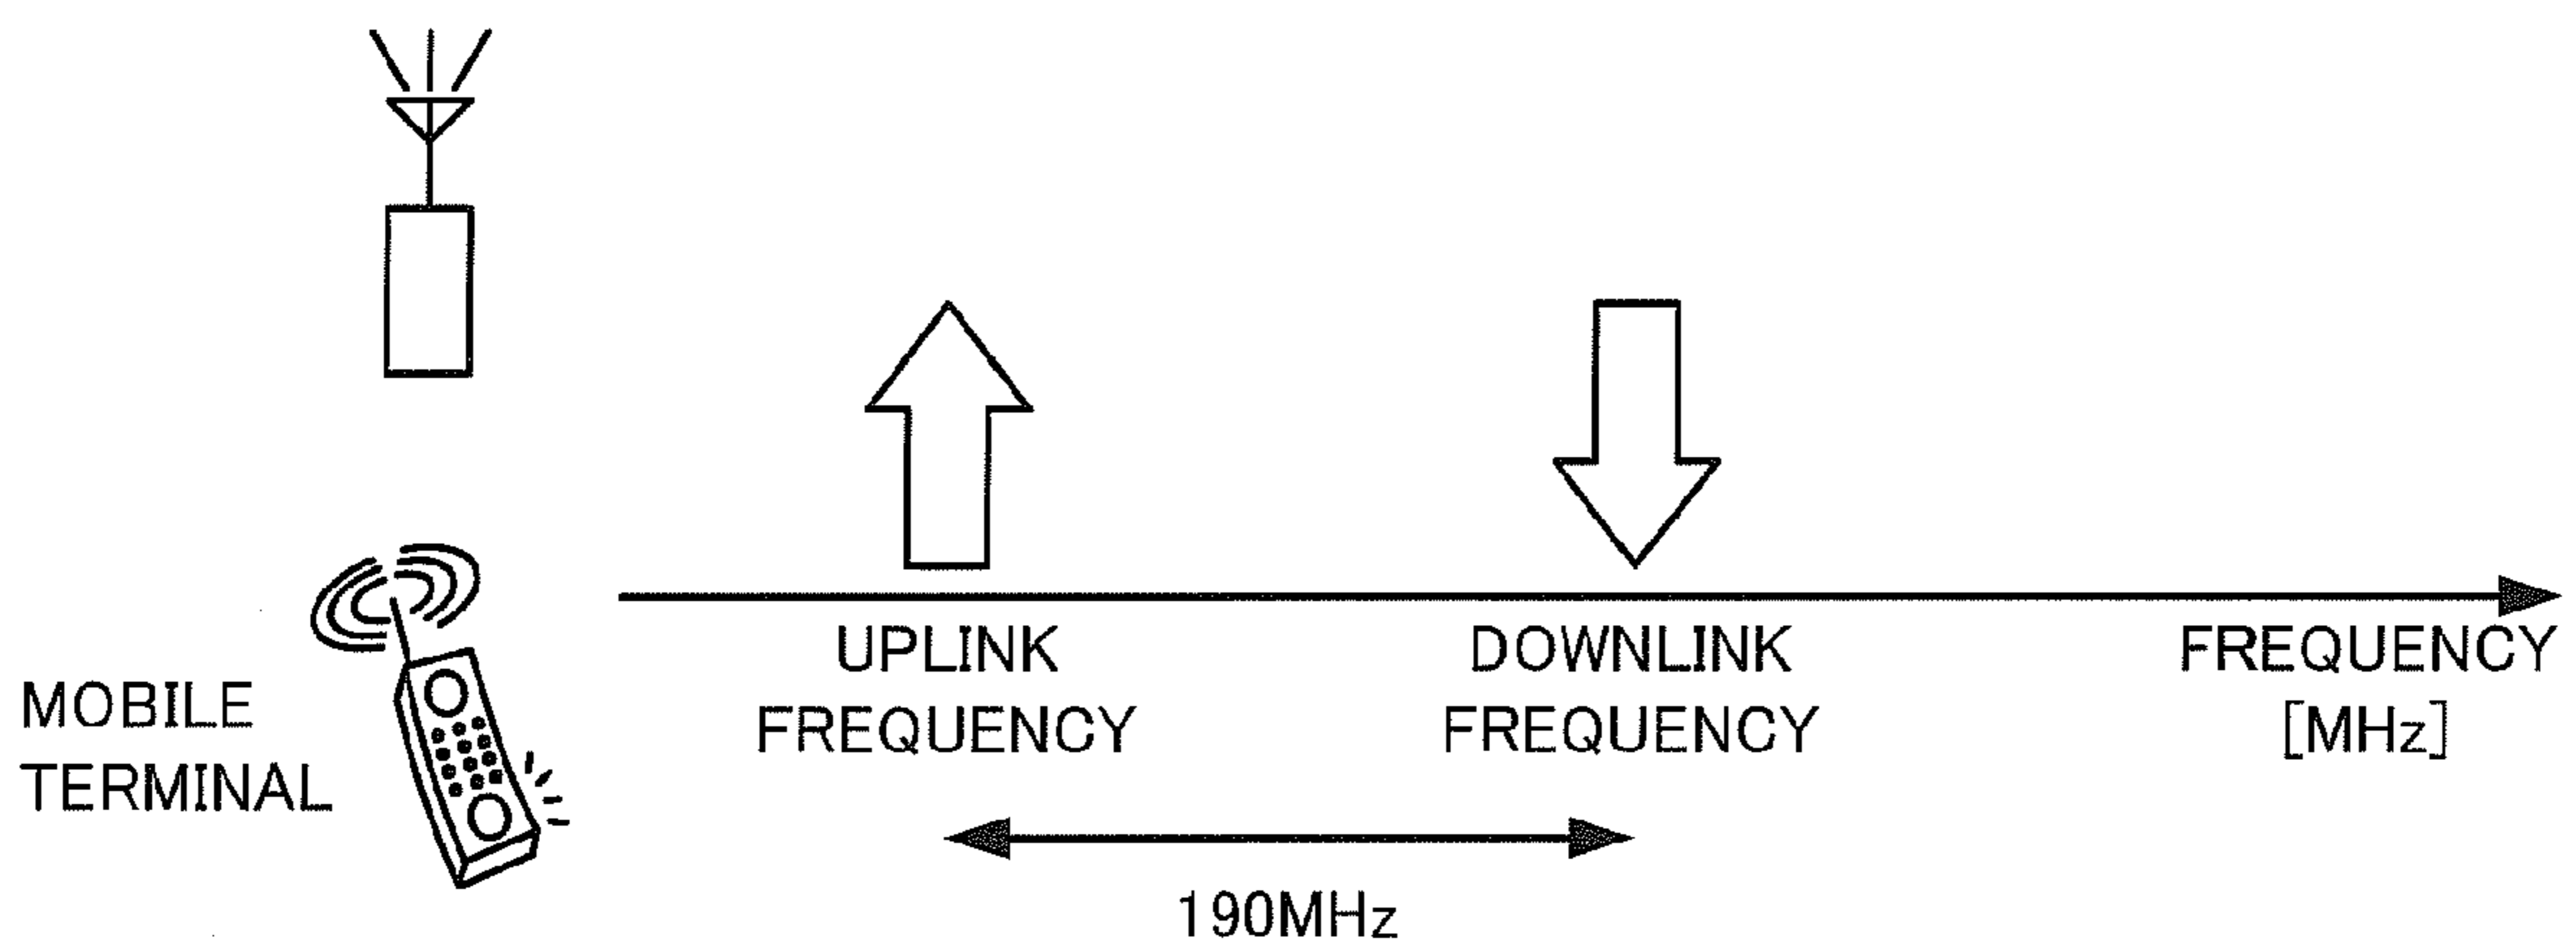 MOBILE
TERMINAL
UPLINK
FREQUENCY
DOWNLINK
FREQUENCY
FREQUENCY
[MHz]
190MHz